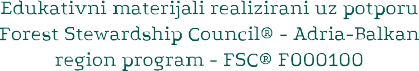 Edukativni materijali realizirani uz potporu
Forest Stewardship Council® - Adria-Balkan
region program - FSC® F000100